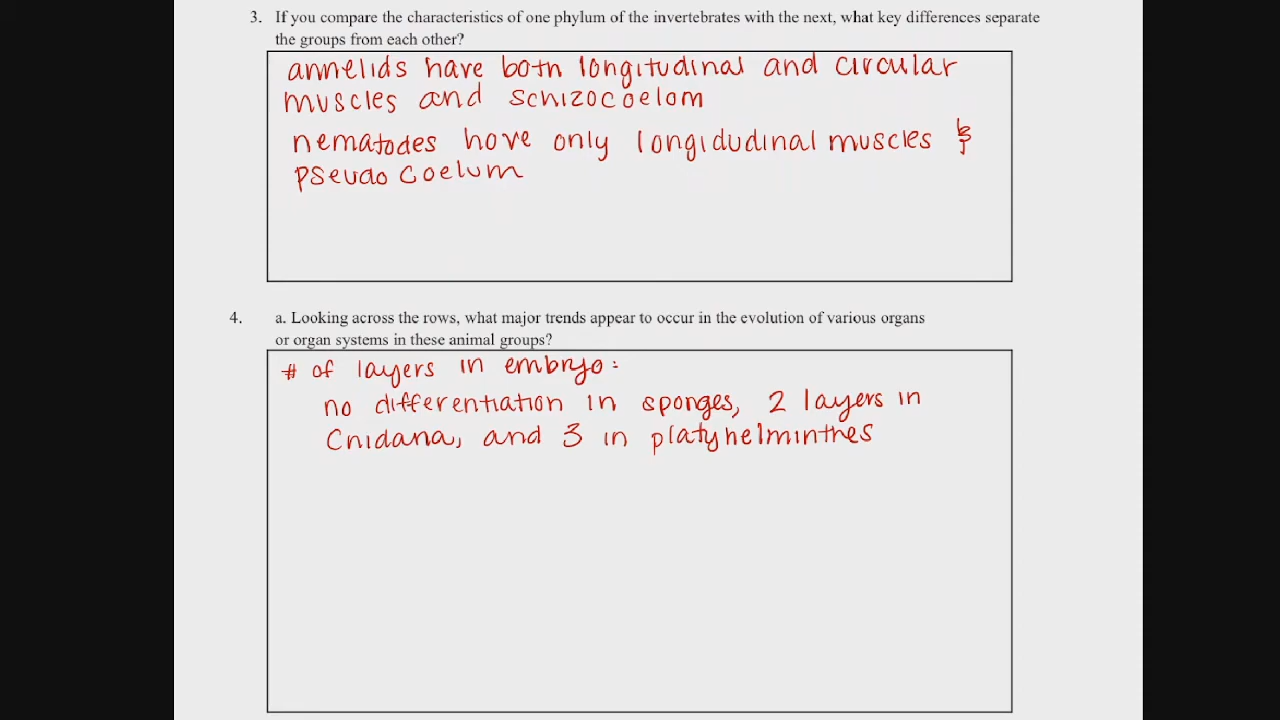 3. If you compare the characteristics of one phylum of the invertebrates with the next, what key differences separate
the groups from each other?
annelids have both longitudinal and circular
muscles and schizocoelom
nematodes have only longidudinal muscles &
pseudo coelum
4. a. Looking across the rows, what major trends appear to occur in the evolution of various organs
or organ systems in these animal groups?
# of layers in embryo:
no differentiation in sponges, 2 layers in
Cnidaria, and 3 in platyhelminthes